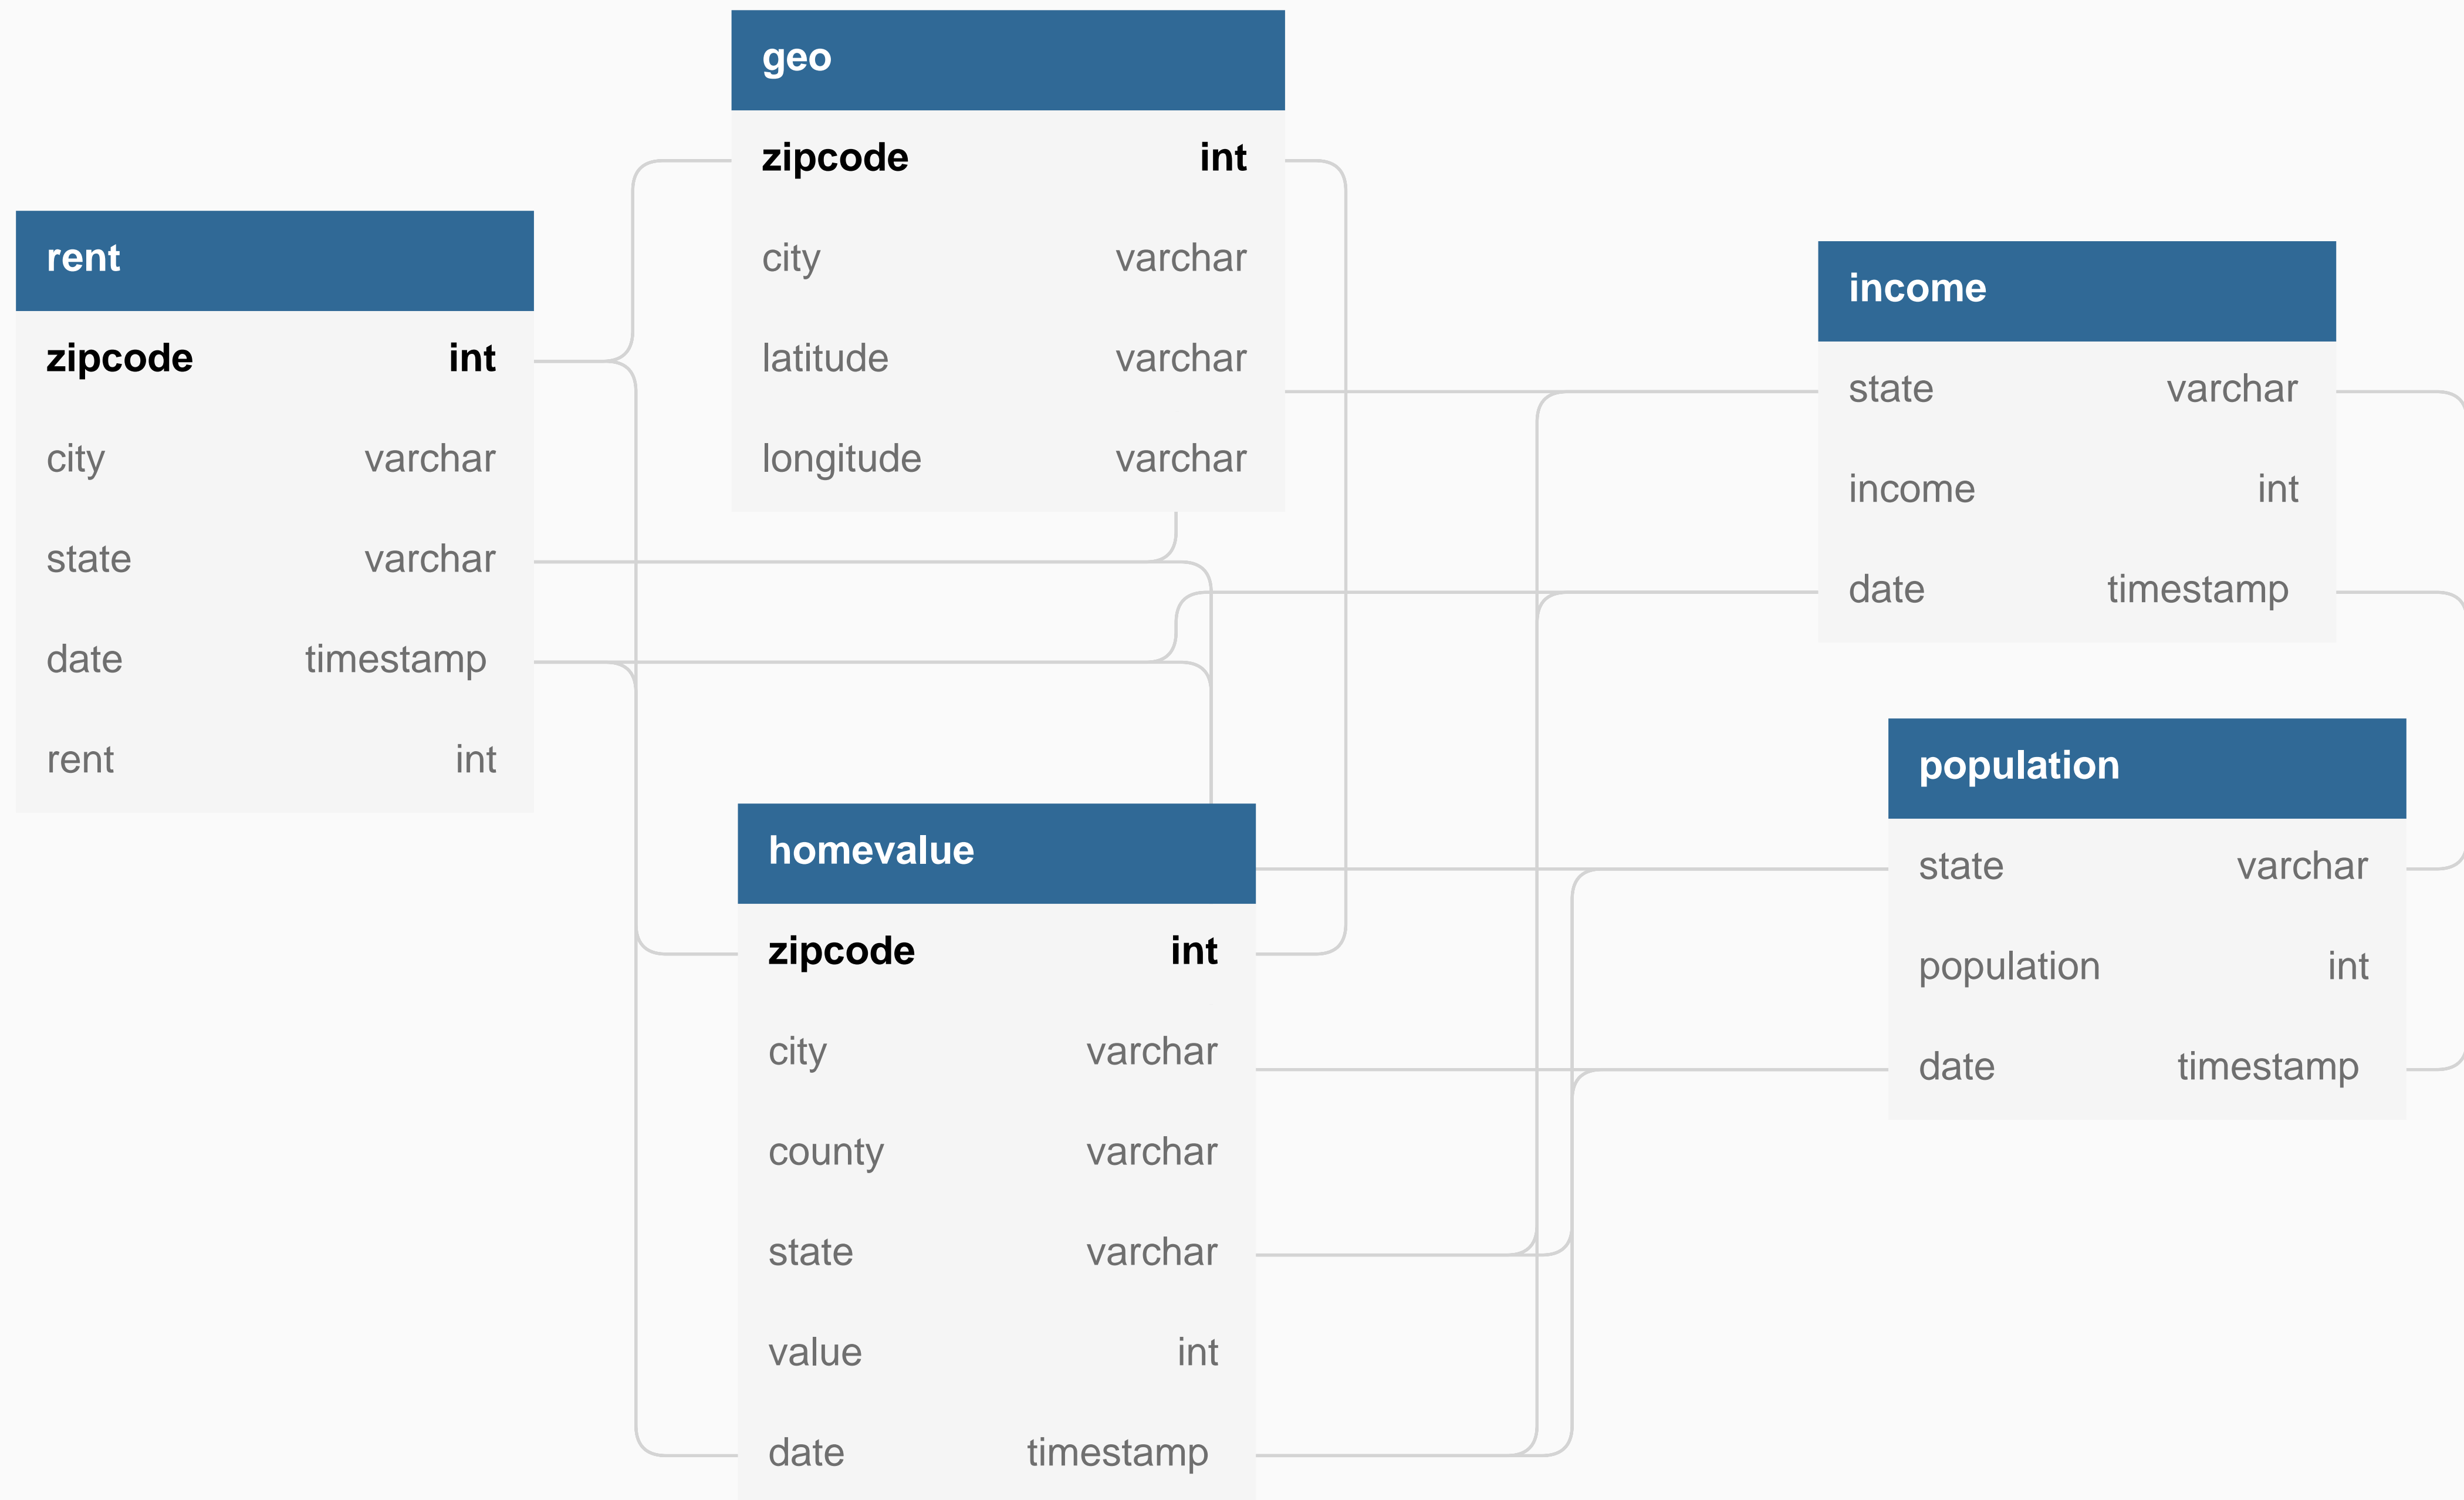 geo
zipcode int
city varchar
latitude varchar
longitude varchar
rent
zipcode int
city varchar
state varchar
date timestamp
rent int
income
state varchar
income int
date timestamp
population
state varchar
population int
date timestamp
homevalue
zipcode int
city varchar
county varchar
state varchar
value int
date timestamp